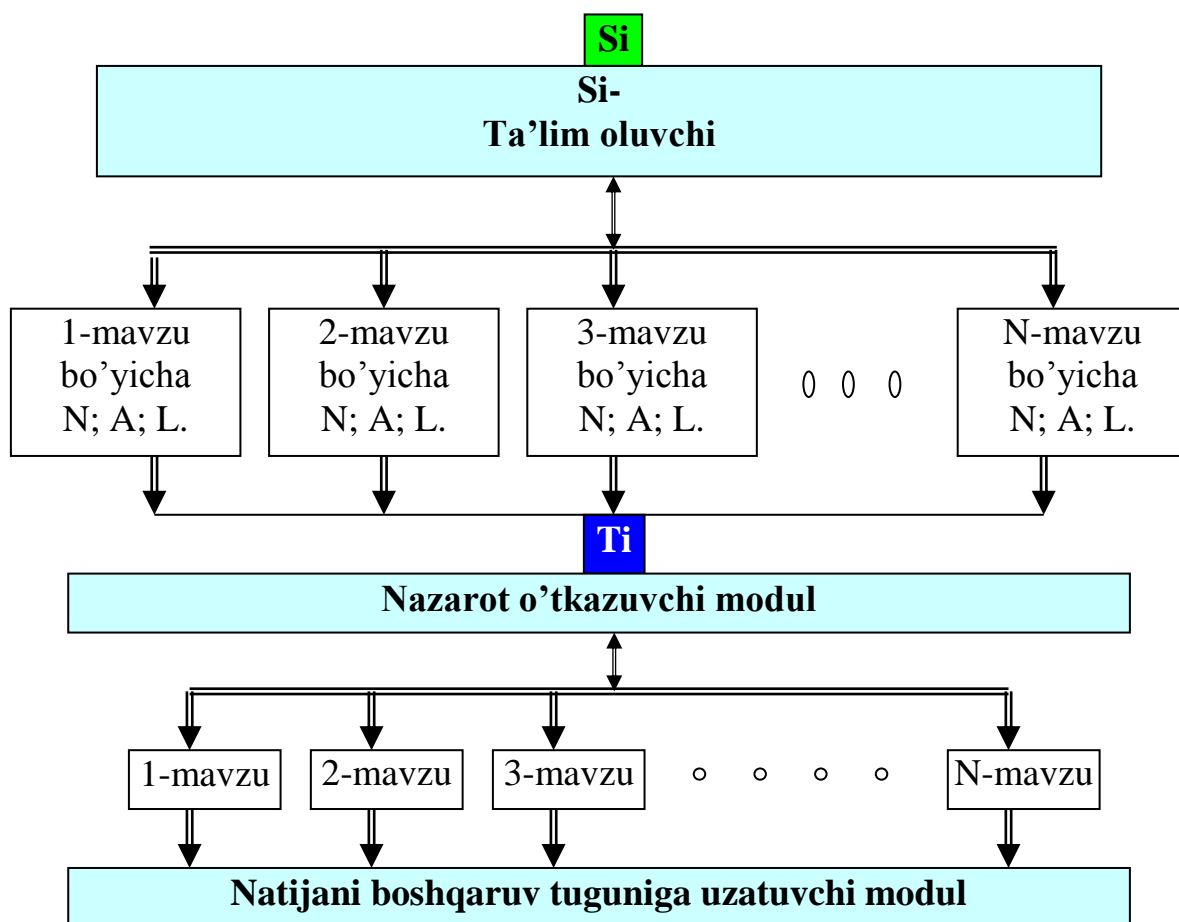 Si
Si-
Ta’lim oluvchi
1-mavzu
bo’yicha
N; A; L.
2-mavzu
bo’yicha
N; A; L.
3-mavzu
bo’yicha
N; A; L.
N-mavzu
bo’yicha
N; A; L.
Ti
Nazarot o’tkazuvchi modul
1-mavzu
2-mavzu
3-mavzu
N-mavzu
Natijani boshqaruv tuguniga uzatuvchi modul